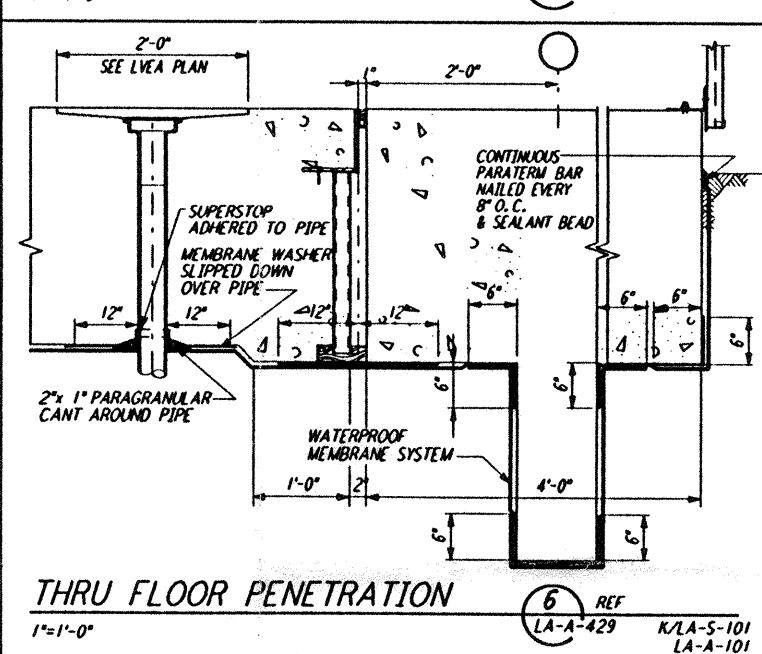 2'-0"
SEE LVEA PLAN
1"
2'-0"
CONTINUOUS
PARATERM BAR
NAILED EVERY
8" O.C.
& SEALANT BEAD
SUPERSTOP
ADHERED TO PIPE
MEMBRANE WASHER
SLIPPED DOWN
OVER PIPE
12"
12"
12"
12"
6"
6"
6"
6"
6"
6"
2"x 1" PARAGRANULAR
CANT AROUND PIPE
WATERPROOF
MEMBRANE SYSTEM
1'-0"
2"
4'-0"
6"
6"
THRU FLOOR PENETRATION
6 REF
1"=1'-0"
LA-A-429
K/LA-S-101
LA-A-101